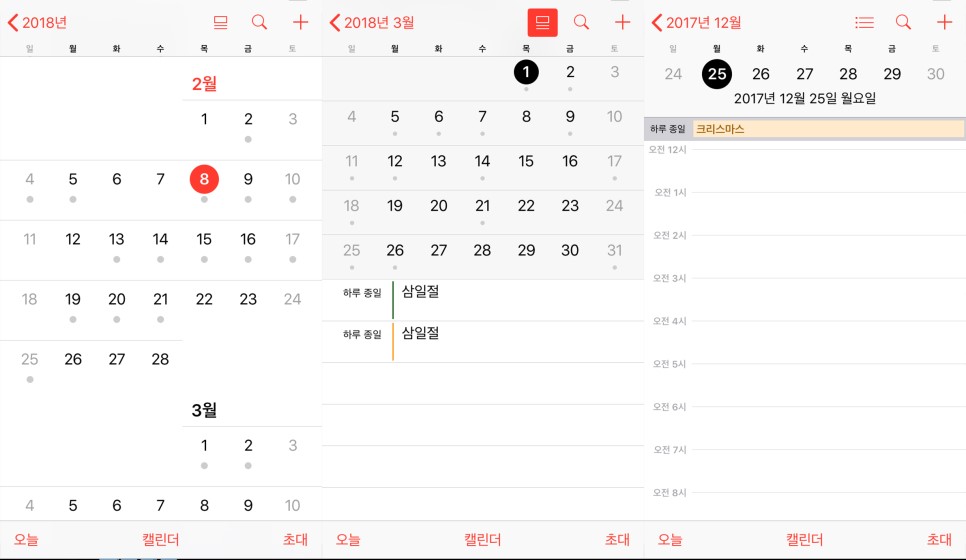 2018년
일 월 화 수 목 금 토
2월
1 2 3
4 5 6 7 8 9 10
11 12 13 14 15 16 17
18 19 20 21 22 23 24
25 26 27 28
3월
1 2 3
4 5 6 7 8 9 10
오늘 캘린더 초대
2018년 3월
일 월 화 수 목 금 토
1 2 3
4 5 6 7 8 9 10
11 12 13 14 15 16 17
18 19 20 21 22 23 24
25 26 27 28 29 30 31
하루 종일 삼일절
하루 종일 삼일절
오늘 캘린더 초대
2017년 12월
일 월 화 수 목 금 토
24 25 26 27 28 29 30
2017년 12월 25일 월요일
하루 종일 크리스마스
오전 12시
오전 1시
오전 2시
오전 3시
오전 4시
오전 5시
오전 6시
오전 7시
오전 8시
오늘 캘린더 초대